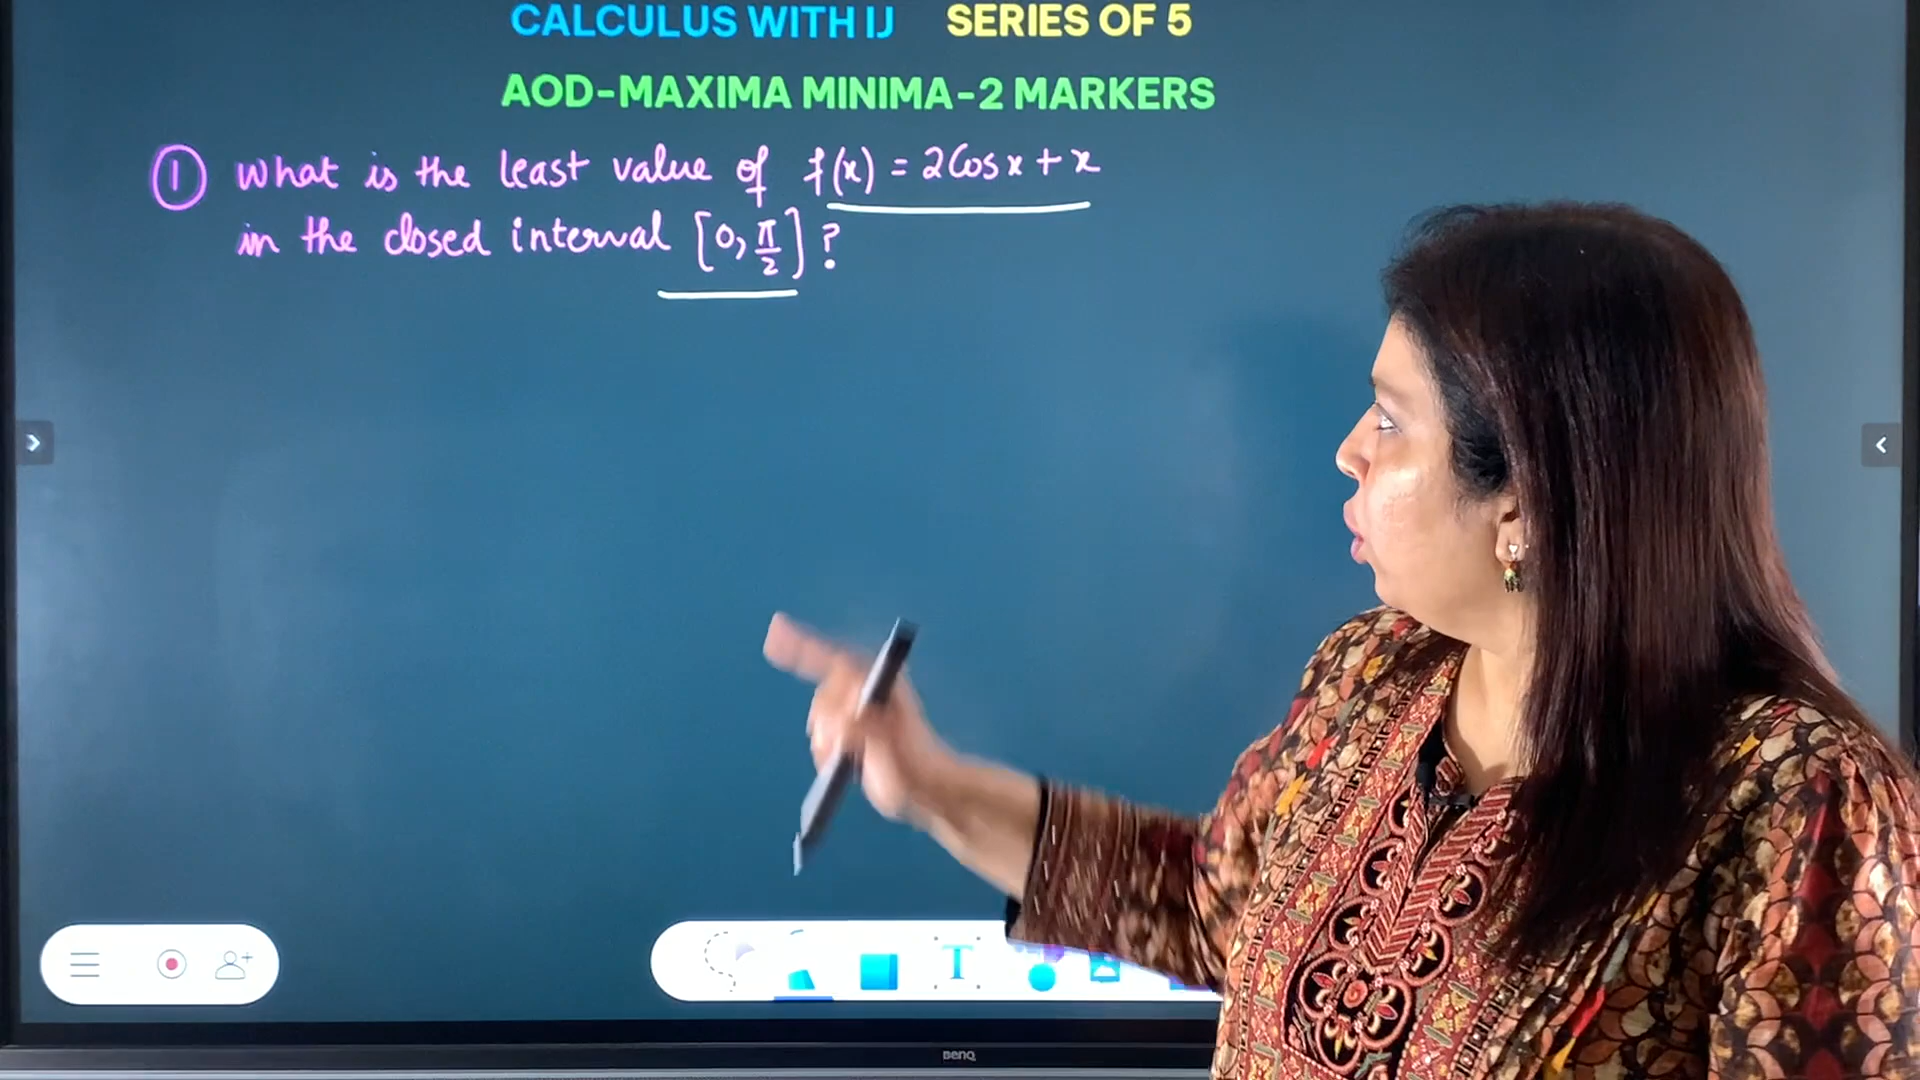 CALCULUS WITH IJ SERIES OF 5
AOD-MAXIMA MINIMA-2 MARKERS
① What is the least value of f(x) = 2Cosx + x
in the closed interval [0, π/2] ?
T
BenQ